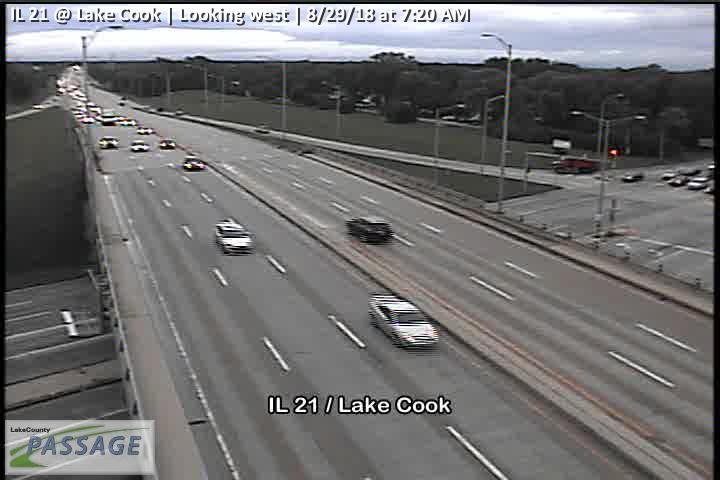 IL 21 @ Lake Cook | Looking west | 8/29/18 at 7:20 AM
IL 21 / Lake Cook
LakeCounty
PASSAGE